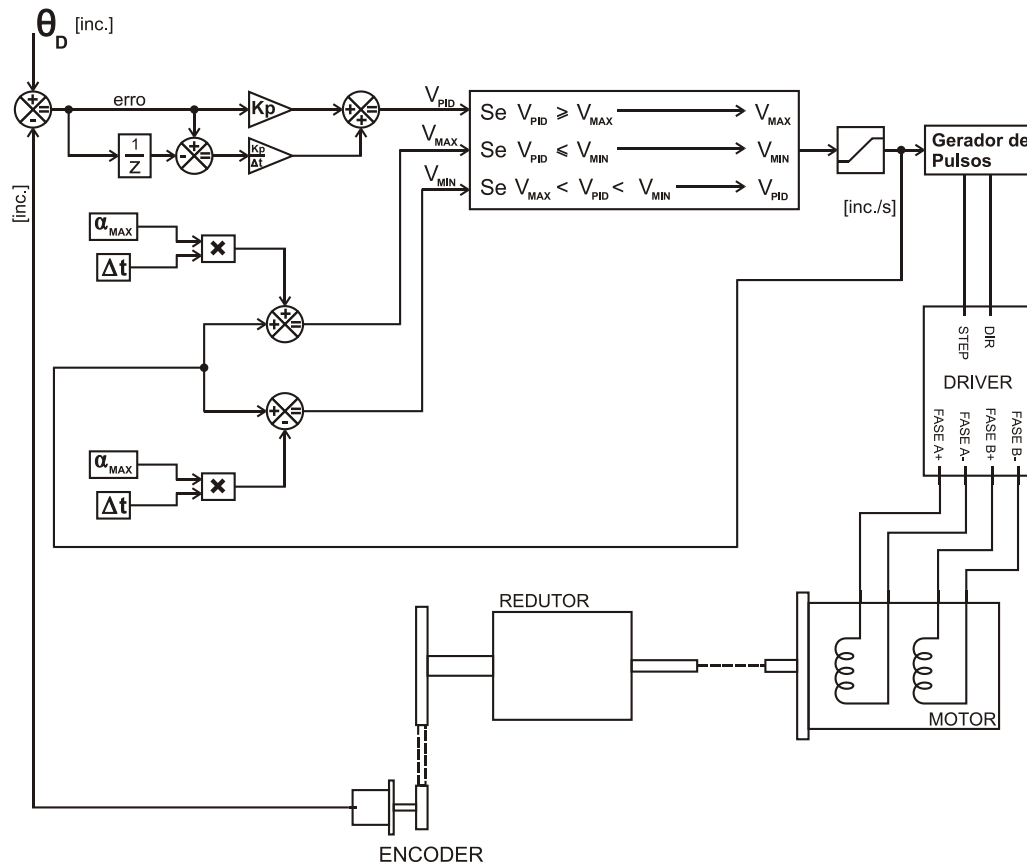 θD [inc.]
+
-
=
erro
Kp
+
+
=
VPID
1
Z
-
+
=
Kp
Δt
VMAX
VMIN
Se VPID ⩾ VMAX VMAX
Se VPID ⩽ VMIN VMIN
Se VMAX < VPID < VMIN VPID
[inc./s]
Gerador de
Pulsos
[inc.]
αMAX
Δt
×
+
+
=
+
-
=
αMAX
Δt
×
STEP
DIR
DRIVER
FASE A+
FASE A-
FASE B+
FASE B-
REDUTOR
MOTOR
ENCODER